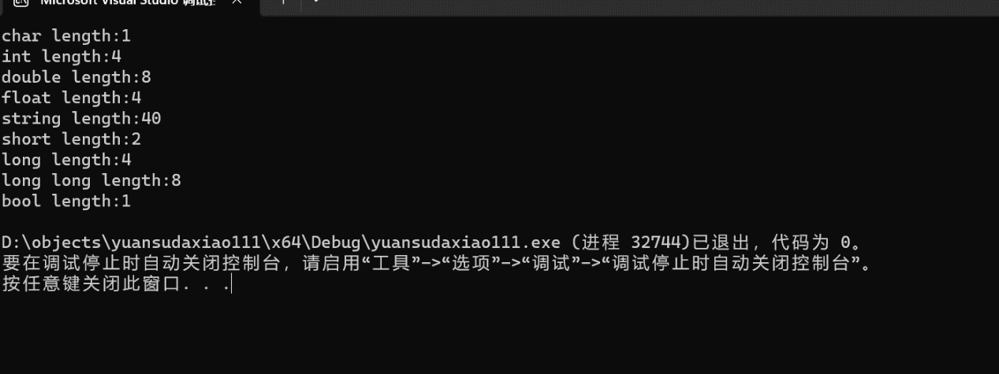 Microsoft Visual Studio 调试控
char length:1
int length:4
double length:8
float length:4
string length:40
short length:2
long length:4
long long length:8
bool length:1
D:\objects\yuansudaxiao111\x64\Debug\yuansudaxiao111.exe (进程 32744)已退出，代码为 0。
要在调试停止时自动关闭控制台，请启用“工具”->“选项”->“调试”->“调试停止时自动关闭控制台”。
按任意键关闭此窗口. . .